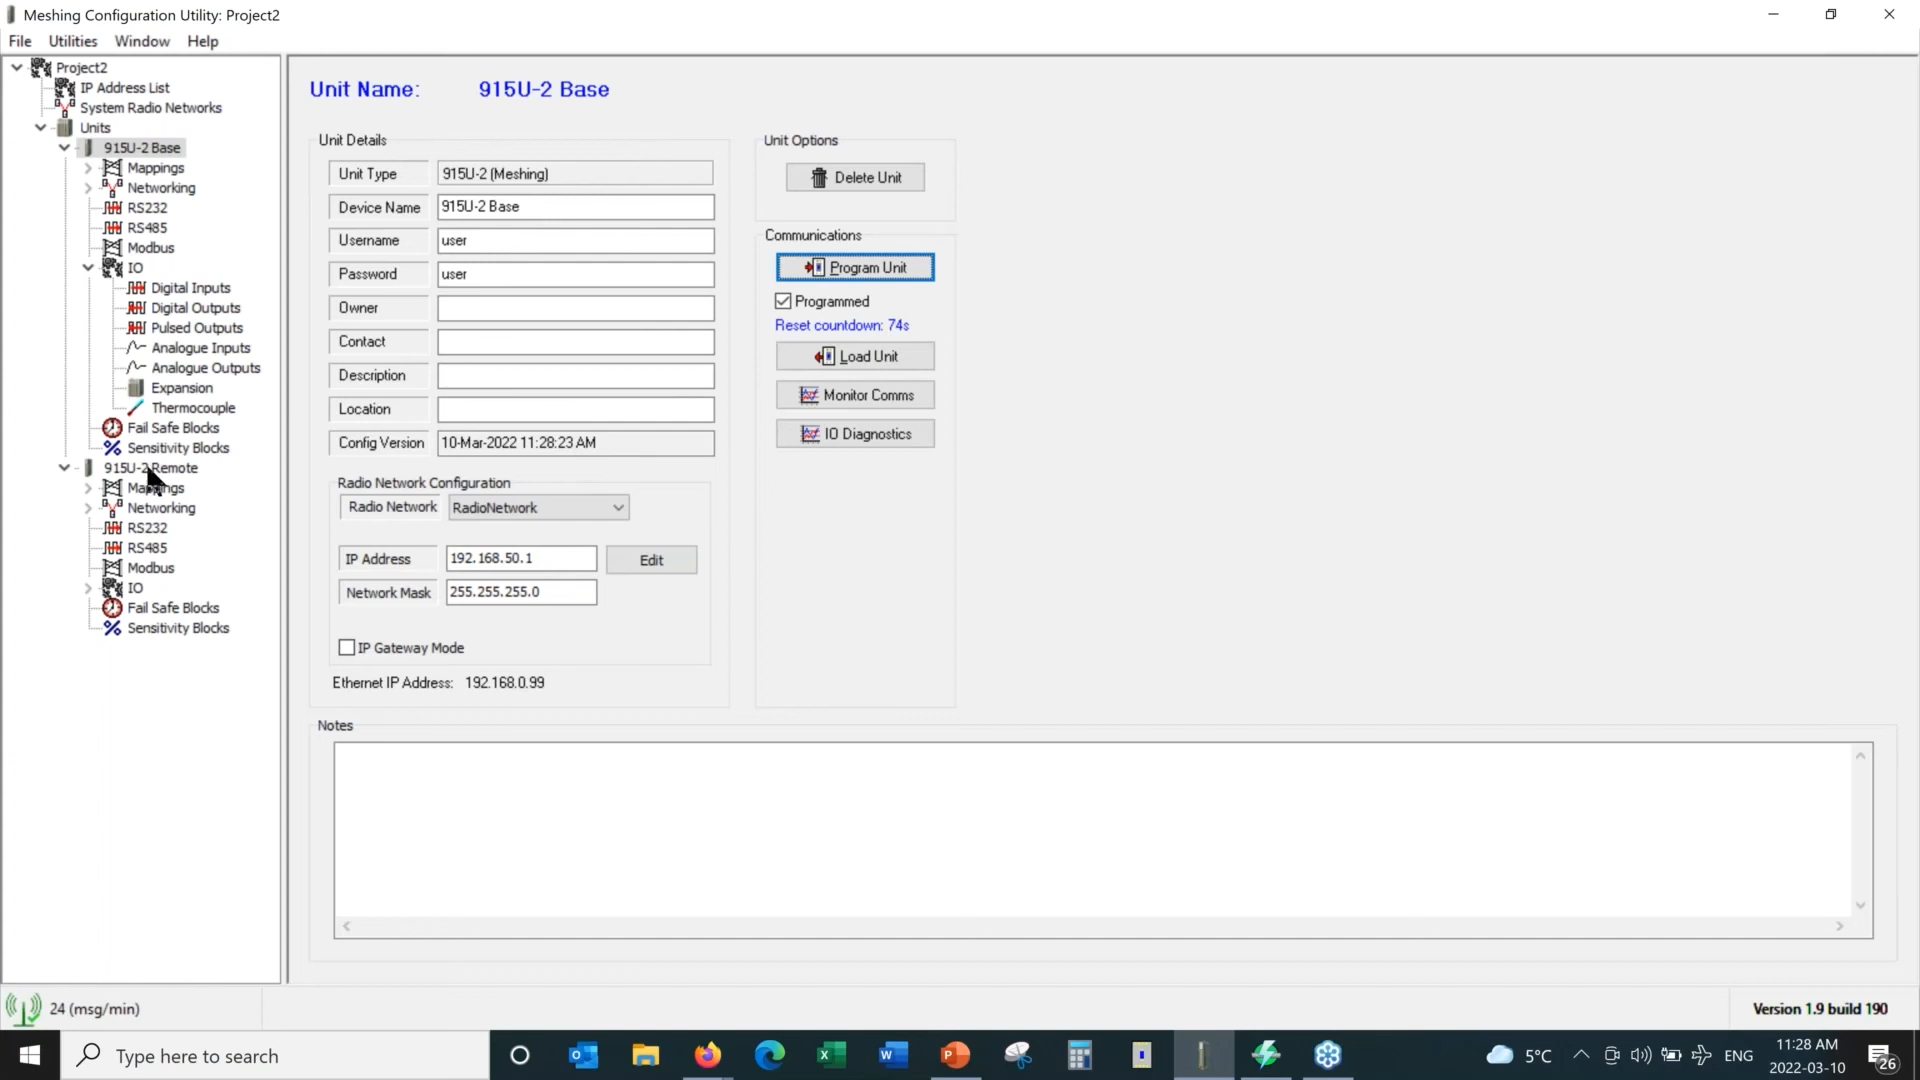 Meshing Configuration Utility: Project2
File Utilities Window Help
Project2
IP Address List
System Radio Networks
Units
915U-2 Base
Mappings
Networking
RS232
RS485
Modbus
IO
Digital Inputs
Digital Outputs
Pulsed Outputs
Analogue Inputs
Analogue Outputs
Expansion
Thermocouple
Fail Safe Blocks
Sensitivity Blocks
915U-2 Remote
Mappings
Networking
RS232
RS485
Modbus
IO
Fail Safe Blocks
Sensitivity Blocks
Unit Name: 915U-2 Base
Unit Details
Unit Type 915U-2 (Meshing)
Device Name 915U-2 Base
Username user
Password user
Owner
Contact
Description
Location
Config Version 10-Mar-2022 11:28:23 AM
Radio Network Configuration
Radio Network RadioNetwork
IP Address 192.168.50.1 Edit
Network Mask 255.255.255.0
IP Gateway Mode
Ethernet IP Address: 192.168.0.99
Unit Options
Delete Unit
Communications
Program Unit
Programmed
Reset countdown: 74s
Load Unit
Monitor Comms
IO Diagnostics
Notes
24 (msg/min)
Version 1.9 build 190
Type here to search
5°C
ENG
11:28 AM
2022-03-10
26